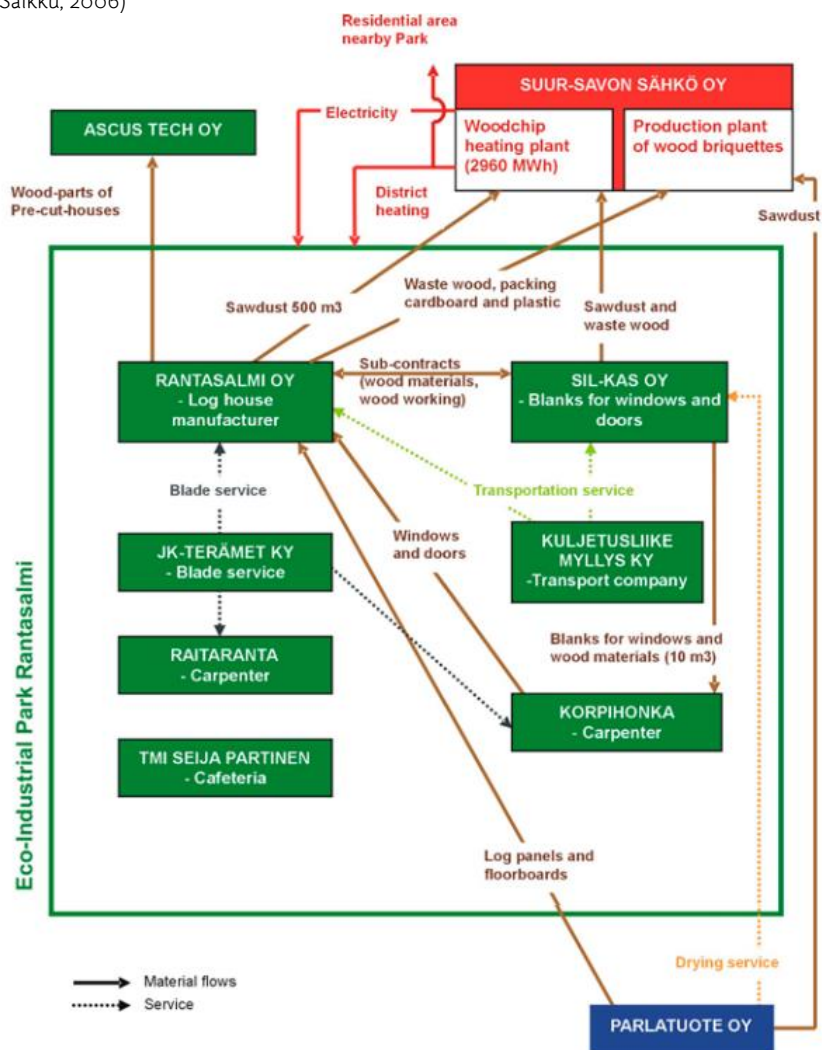 Saikku, 2006)
Residential area
nearby Park
SUUR-SAVON SÄHKÖ OY
Electricity
Woodchip
heating plant
(2960 MWh)
Production plant
of wood briquettes
ASCUS TECH OY
District
heating
Wood-parts of
Pre-cut-houses
Sawdust
Waste wood, packing
cardboard and plastic
Sawdust 500 m3
Sawdust and
waste wood
RANTASALMI OY
- Log house
manufacturer
Sub-contracts
(wood materials,
wood working)
SIL-KAS OY
- Blanks for windows and
doors
Blade service
Transportation service
Windows
and doors
JK-TERÄMET KY
- Blade service
KULJETUSLIIKE
MYLLYS KY
-Transport company
Blanks for windows and
wood materials (10 m3)
RAITARANTA
- Carpenter
KORPIHONKA
- Carpenter
TMI SEIJA PARTINEN
- Cafeteria
Eco-Industrial Park Rantasalmi
Log panels and
floorboards
Drying service
Material flows
Service
PARLATUOTE OY